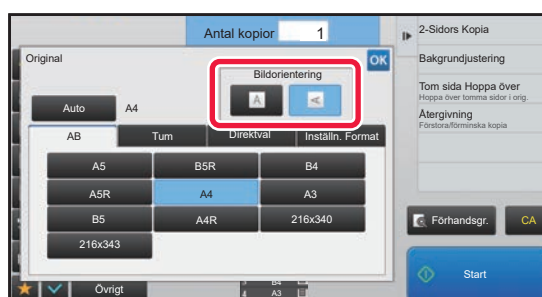 Antal kopior 1
Original
OK
Bildorientering
A
A
Auto A4
AB Tum Direktval Inställn. Format
A5 B5R B4
A5R A4 A3
B5 A4R 216x340
216x343
Övrigt
B4
4 A3
2-Sidors Kopia
Bakgrundjustering
Tom sida Hoppa över
Hoppa över tomma sidor i orig.
Återgivning
Förstora/förminska kopia
Förhandsgr. CA
Start